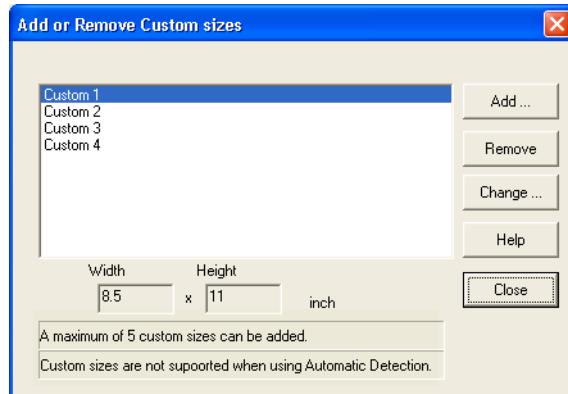 Add or Remove Custom sizes
Custom 1
Custom 2
Custom 3
Custom 4
Add ...
Remove
Change ...
Help
Close
Width Height
8.5 x 11 inch
A maximum of 5 custom sizes can be added.
Custom sizes are not supoorted when using Automatic Detection.